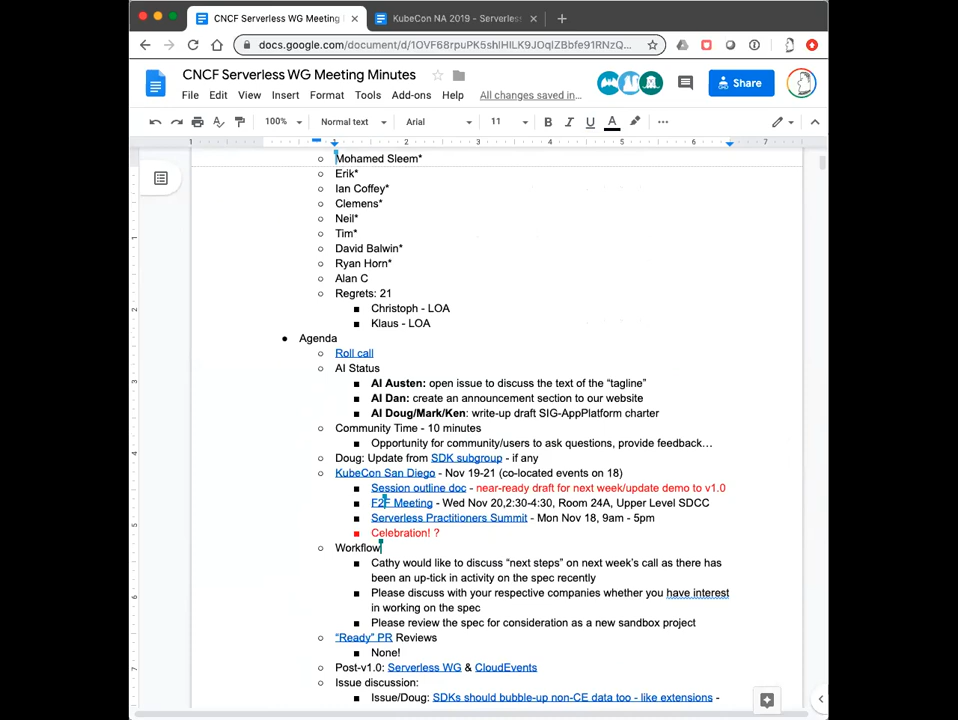 CNCF Serverless WG Meeting
KubeCon NA 2019 - Serverless
docs.google.com/document/d/1OVF68rpuPK5shIHILK9JOqIZBbfe91RNzQ...
CNCF Serverless WG Meeting Minutes
File Edit View Insert Format Tools Add-ons Help All changes saved in...
Share
100% Normal text Arial 11 B I U A
1 1 2 3 4 5 6 7
Mohamed Sleem*
Erik*
Ian Coffey*
Clemens*
Neil*
Tim*
David Balwin*
Ryan Horn*
Alan C
Regrets: 21
Christoph - LOA
Klaus - LOA
Agenda
Roll call
AI Status
AI Austen: open issue to discuss the text of the “tagline”
AI Dan: create an announcement section to our website
AI Doug/Mark/Ken: write-up draft SIG-AppPlatform charter
Community Time - 10 minutes
Opportunity for community/users to ask questions, provide feedback…
Doug: Update from SDK subgroup - if any
KubeCon San Diego - Nov 19-21 (co-located events on 18)
Session outline doc - near-ready draft for next week/update demo to v1.0
F2F Meeting - Wed Nov 20,2:30-4:30, Room 24A, Upper Level SDCC
Serverless Practitioners Summit - Mon Nov 18, 9am - 5pm
Celebration! ?
Workflow
Cathy would like to discuss “next steps” on next week's call as there has
been an up-tick in activity on the spec recently
Please discuss with your respective companies whether you have interest
in working on the spec
Please review the spec for consideration as a new sandbox project
“Ready” PR Reviews
None!
Post-v1.0: Serverless WG & CloudEvents
Issue discussion:
Issue/Doug: SDKs should bubble-up non-CE data too - like extensions -